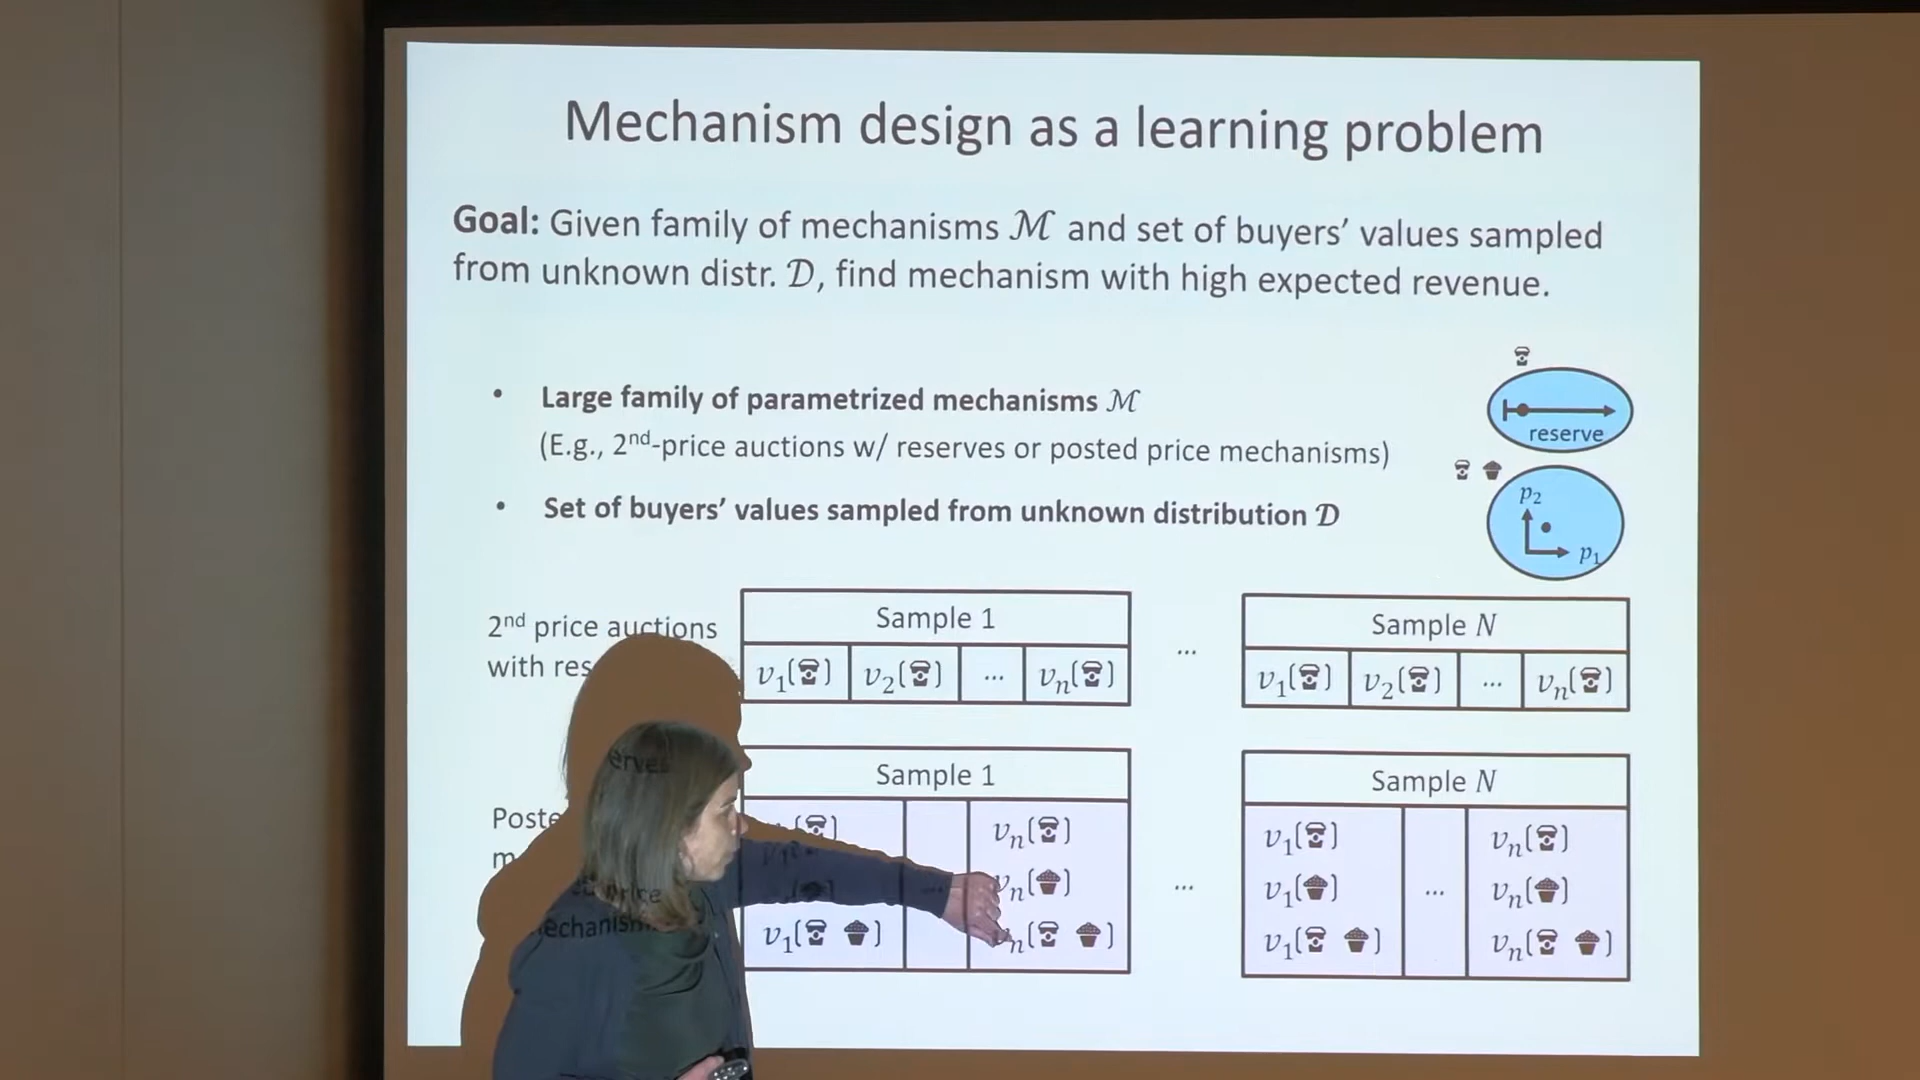 Mechanism design as a learning problem
Goal: Given family of mechanisms ℳ and set of buyers' values sampled
from unknown distr. 𝒟, find mechanism with high expected revenue.
• Large family of parametrized mechanisms ℳ
(E.g., 2nd-price auctions w/ reserves or posted price mechanisms)
• Set of buyers' values sampled from unknown distribution 𝒟
reserve
p2
p1
2nd price auctions
with res
erves
Sample 1
v1( ) v2( ) ... vn( )
...
Sample N
v1( ) v2( ) ... vn( )
Poste
price
echanism
Sample 1
vn( )
vn( )
v1( ) vn( )
...
Sample N
v1( ) vn( )
v1( ) ... vn( )
v1( ) vn( )